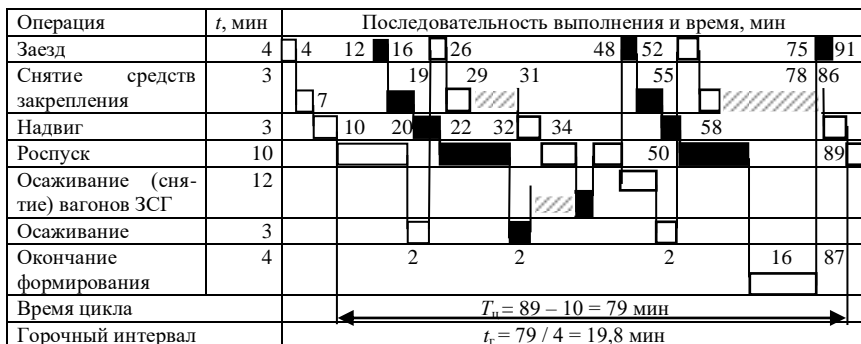 Операция t, мин Последовательность выполнения и время, мин
Заезд 4 4 12 16 26 48 52 75 91
Снятие средств 3 19 29 31 55 78 86
закрепления 7
Надвиг 3 10 20 22 32 34 58
Роспуск 10 50 89
Осаживание (сня- 12
тие) вагонов ЗСГ
Осаживание 3
Окончание 4 2 2 2 16 87
формирования
Время цикла Tц = 89 – 10 = 79 мин
Горочный интервал tг = 79 / 4 = 19,8 мин